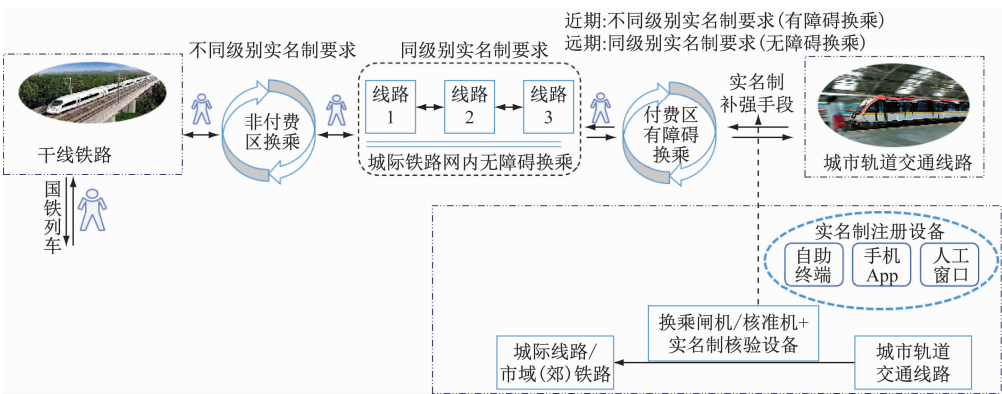 近期:不同级别实名制要求(有障碍换乘)
远期:同级别实名制要求(无障碍换乘)
不同级别实名制要求
同级别实名制要求
实名制
补强手段
线路
1
线路
2
线路
3
非付费
区换乘
付费区
有障碍
换乘
城际铁路网内无障碍换乘
干线铁路
城市轨道交通线路
国铁列车
实名制注册设备
自助
终端
手机
App
人工
窗口
换乘闸机/核准机+
实名制核验设备
城际线路/
市域(郊)铁路
城市轨道
交通线路